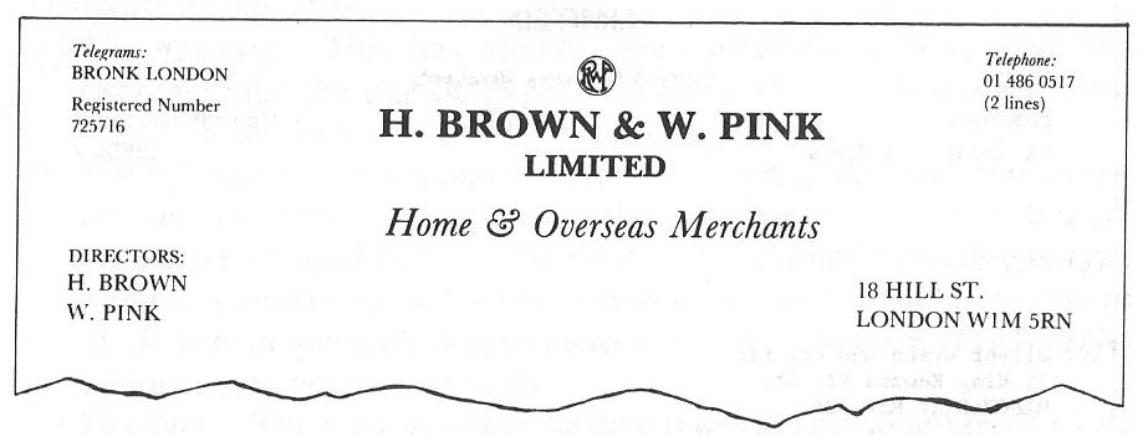 Telegrams:
BRONK LONDON
Registered Number
725716
Telephone:
01 486 0517
(2 lines)
H. BROWN & W. PINK
LIMITED
Home & Overseas Merchants
DIRECTORS:
H. BROWN
W. PINK
18 HILL ST.
LONDON W1M 5RN